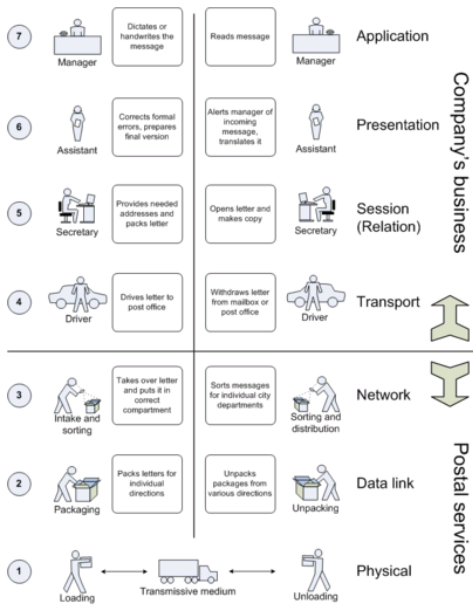 7
Manager
Dictates or
handwrites the
message
Reads message
Manager
Application
6
Assistant
Corrects formal
errors, prepares
final version
Alerts manager of
incoming
message,
translates it
Assistant
Presentation
5
Secretary
Provides needed
addresses and
packs letter
Opens letter and
makes copy
Secretary
Session
(Relation)
4
Driver
Drives letter to
post office
Withdraws letter
from mailbox or
post office
Driver
Transport
Company's business
3
Intake and
sorting
Takes over letter
and puts it in
correct
compartment
Sorts messages
for individual city
departments
Sorting and
distribution
Network
2
Packaging
Packs letters for
individual
directions
Unpacks
packages from
various directions
Unpacking
Data link
1
Loading
Transmissive medium
Unloading
Physical
Postal services